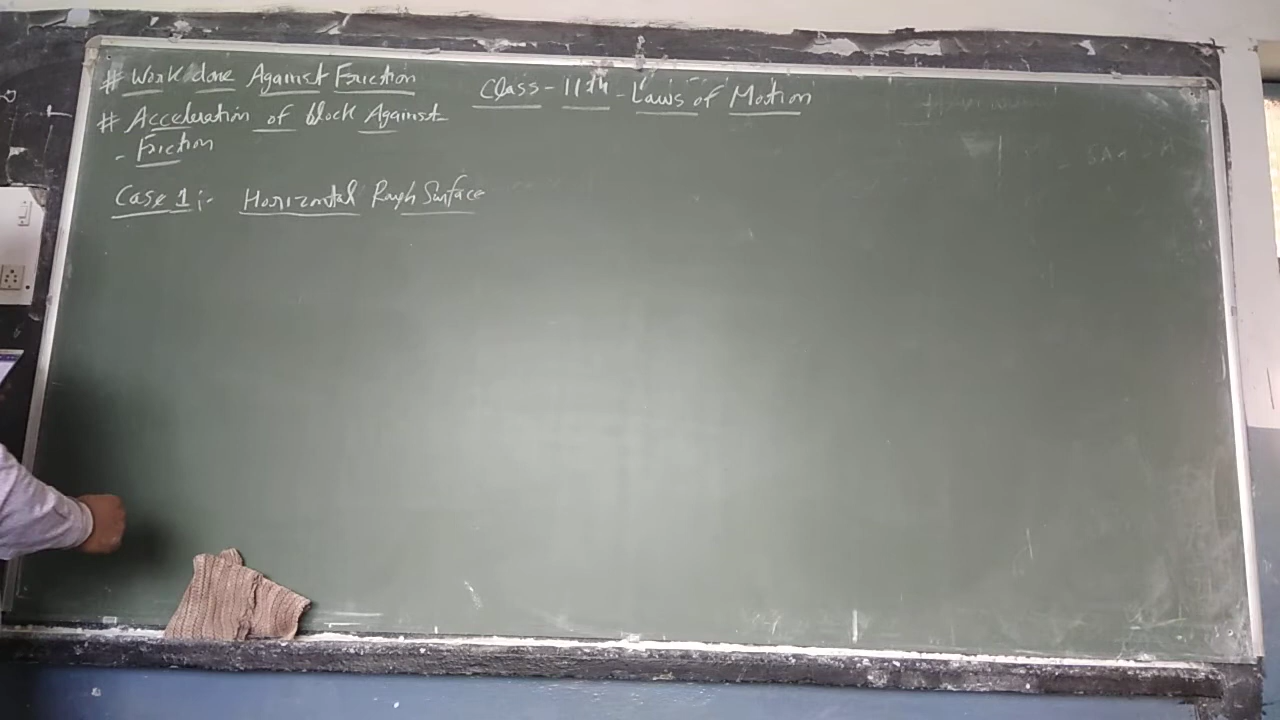 # Work done Against Friction
Class - 11th - Laws of Motion
# Acceleration of block Against
- Friction
Case 1 :- Horizontal Rough Surface